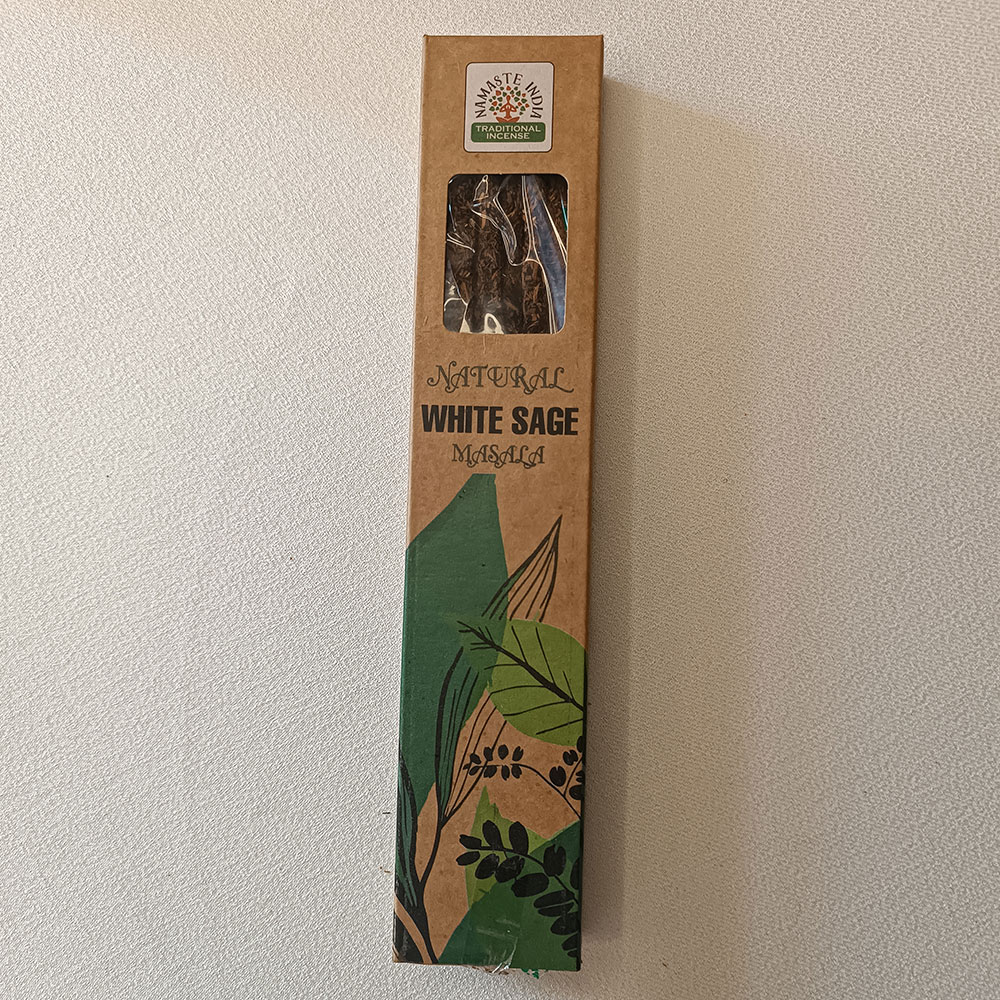 NAMASTE INDIA
TRADITIONAL
INCENSE
NATURAL
WHITE SAGE
MASALA